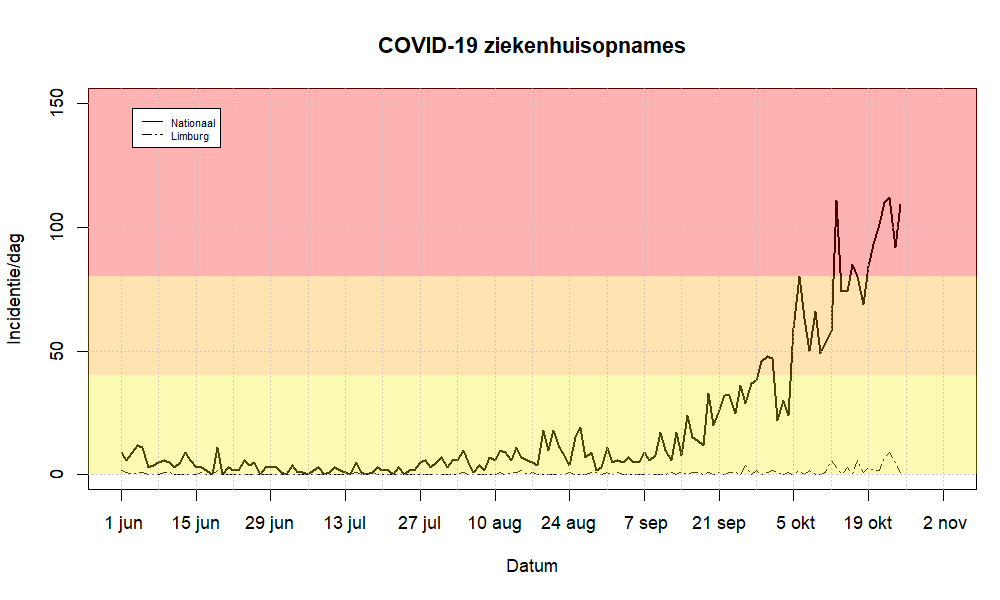 COVID-19 ziekenhuisopnames
150
100
50
0
Incidentie/dag
Nationaal
Limburg
1 jun 15 jun 29 jun 13 jul 27 jul 10 aug 24 aug 7 sep 21 sep 5 okt 19 okt 2 nov
Datum